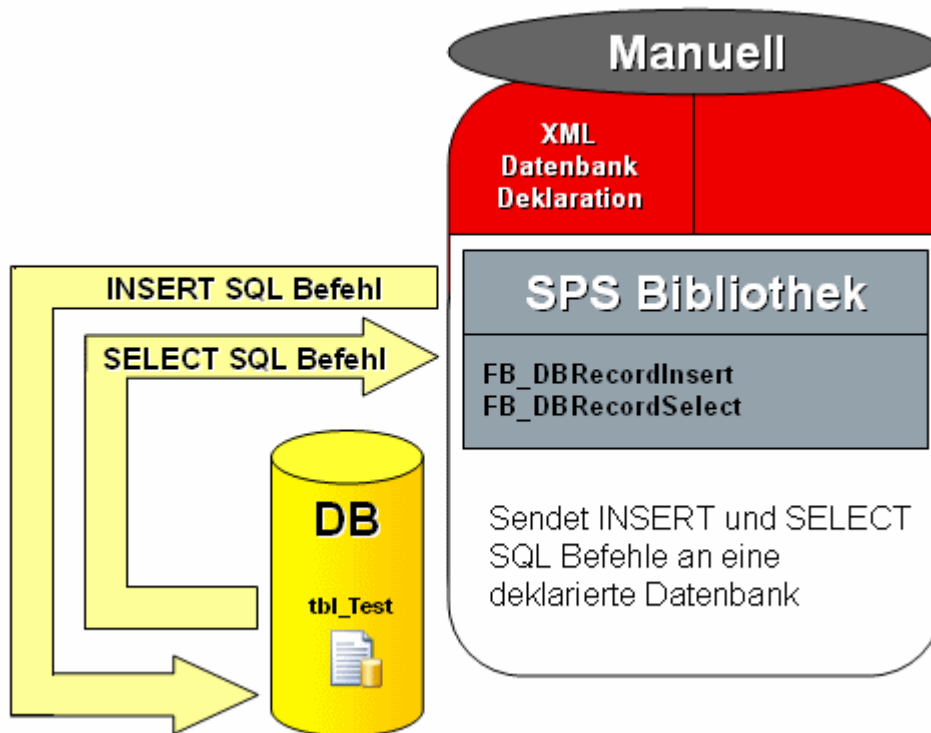 Manuell
XML
Datenbank
Deklaration
INSERT SQL Befehl
SELECT SQL Befehl
SPS Bibliothek
FB_DBRecordInsert
FB_DBRecordSelect
DB
tbl_Test
Sendet INSERT und SELECT
SQL Befehle an eine
deklarierte Datenbank